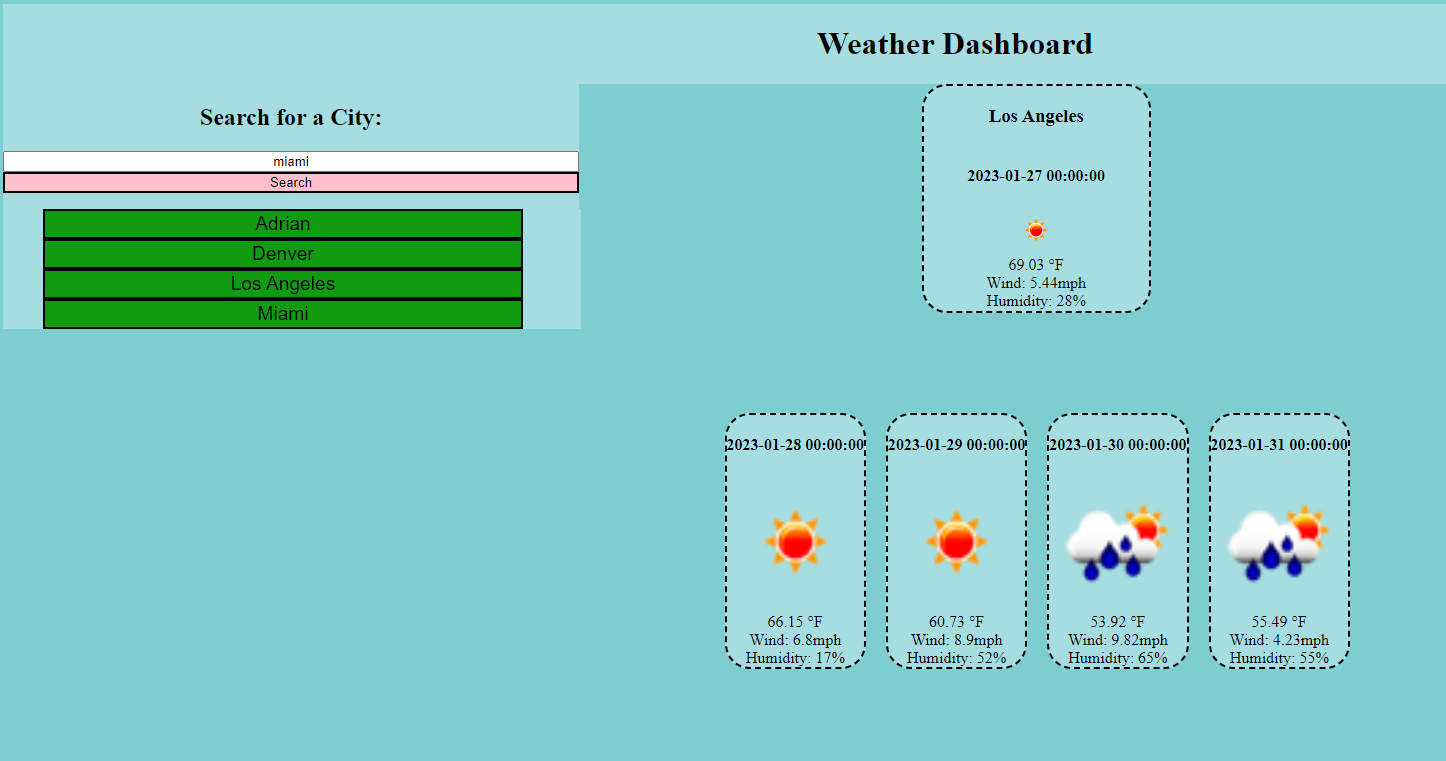 Weather Dashboard
Search for a City:
miami
Search
Adrian
Denver
Los Angeles
Miami
Los Angeles
2023-01-27 00:00:00
69.03 °F
Wind: 5.44mph
Humidity: 28%
2023-01-28 00:00:00
66.15 °F
Wind: 6.8mph
Humidity: 17%
2023-01-29 00:00:00
60.73 °F
Wind: 8.9mph
Humidity: 52%
2023-01-30 00:00:00
53.92 °F
Wind: 9.82mph
Humidity: 65%
2023-01-31 00:00:00
55.49 °F
Wind: 4.23mph
Humidity: 55%